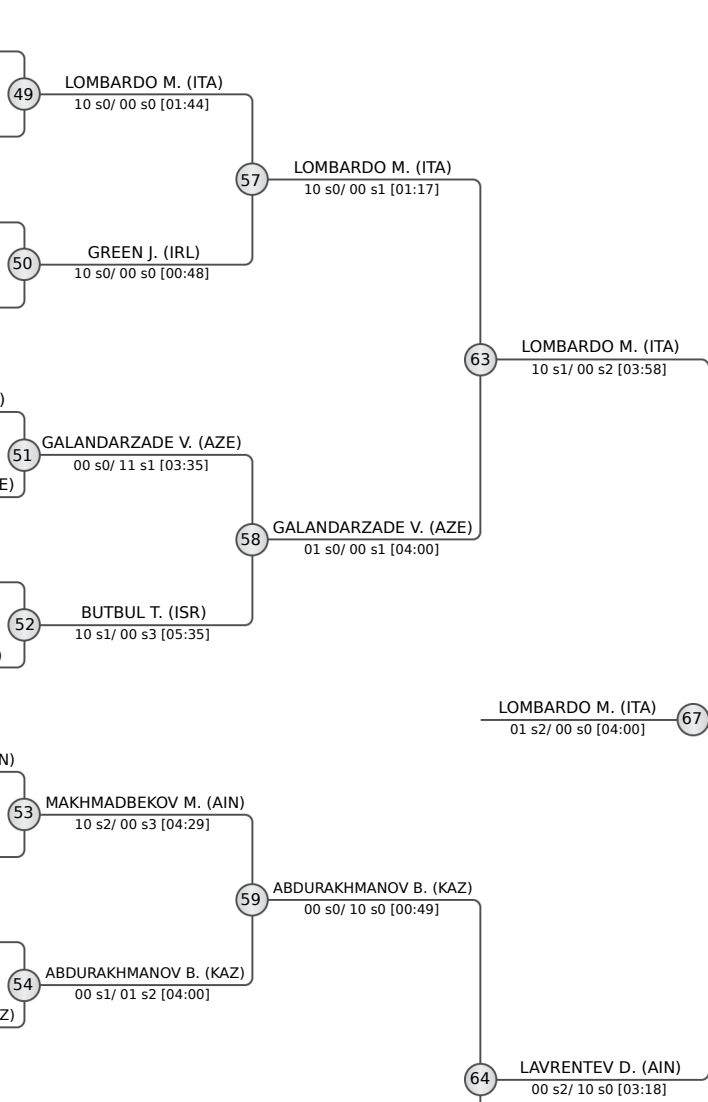 LOMBARDO M. (ITA)
49
10 s0/ 00 s0 [01:44]
LOMBARDO M. (ITA)
57
10 s0/ 00 s1 [01:17]
GREEN J. (IRL)
50
10 s0/ 00 s0 [00:48]
LOMBARDO M. (ITA)
63
10 s1/ 00 s2 [03:58]
)
GALANDARZADE V. (AZE)
51
00 s0/ 11 s1 [03:35]
E)
GALANDARZADE V. (AZE)
58
01 s0/ 00 s1 [04:00]
BUTBUL T. (ISR)
52
10 s1/ 00 s3 [05:35]
)
LOMBARDO M. (ITA)
67
01 s2/ 00 s0 [04:00]
N)
MAKHMADBEKOV M. (AIN)
53
10 s2/ 00 s3 [04:29]
ABDURAKHMANOV B. (KAZ)
59
00 s0/ 10 s0 [00:49]
ABDURAKHMANOV B. (KAZ)
54
00 s1/ 01 s2 [04:00]
Z)
LAVRENTEV D. (AIN)
64
00 s2/ 10 s0 [03:18]